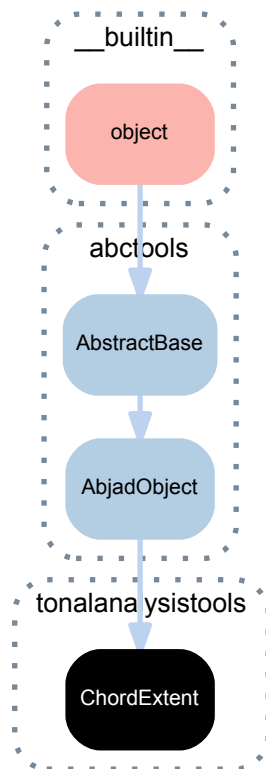 __builtin__
object
abctools
AbstractBase
AbjadObject
tonalanalysistools
ChordExtent